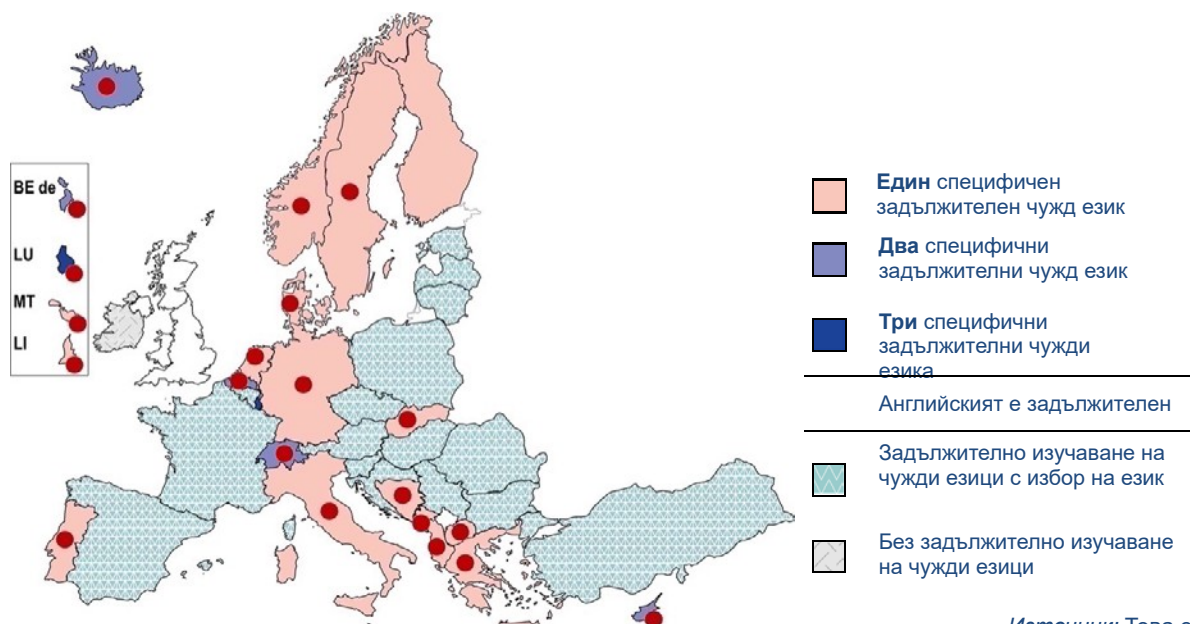 BE de
LU
MT
LI
Един специфичен
задължителен чужд език
Два специфични
задължителни чужд език
Три специфични
задължителни чужди
езика
Английският е задължителен
Задължително изучаване на
чужди езици с избор на език
Без задължително изучаване
на чужди езици